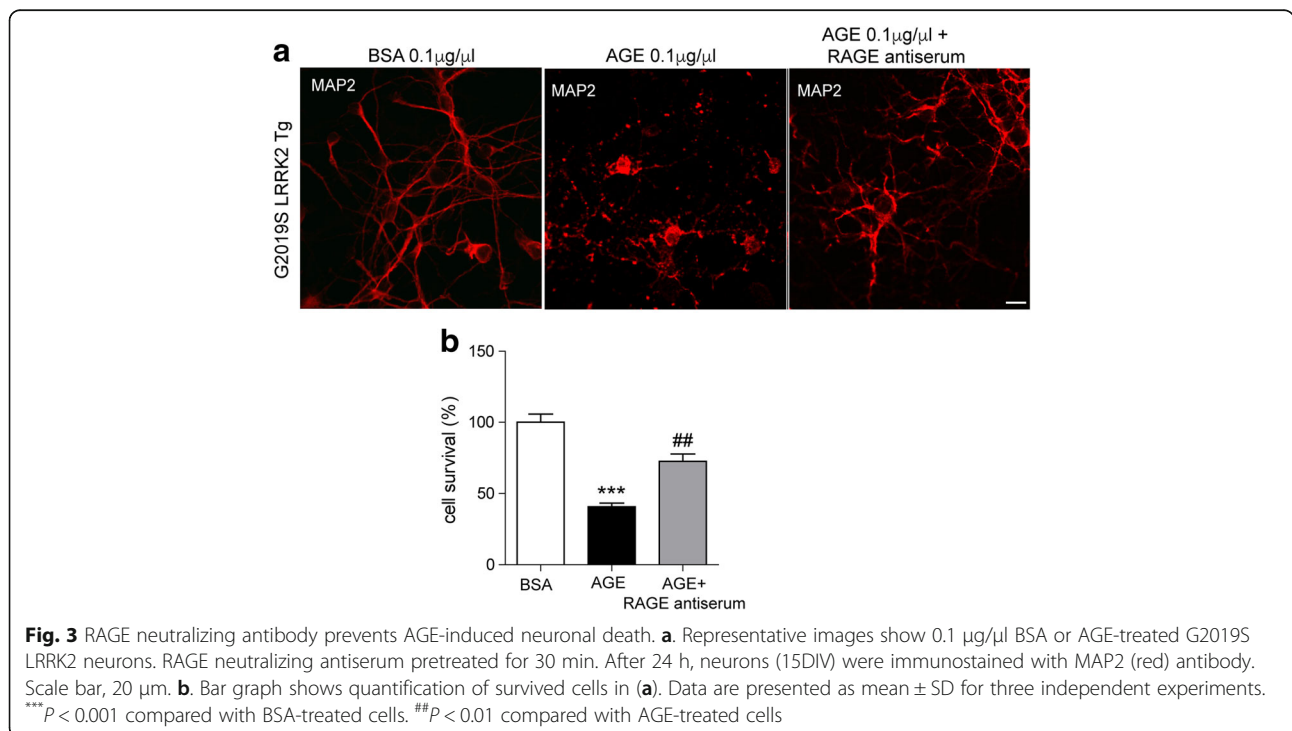 a
BSA 0.1µg/µl
AGE 0.1µg/µl
AGE 0.1µg/µl +
RAGE antiserum
G2019S LRRK2 Tg
MAP2
MAP2
MAP2
b
cell survival (%)
150
100
50
0
***
##
BSA
AGE
AGE+
RAGE antiserum
Fig. 3 RAGE neutralizing antibody prevents AGE-induced neuronal death. a. Representative images show 0.1 µg/µl BSA or AGE-treated G2019S
LRRK2 neurons. RAGE neutralizing antiserum pretreated for 30 min. After 24 h, neurons (15DIV) were immunostained with MAP2 (red) antibody.
Scale bar, 20 µm. b. Bar graph shows quantification of survived cells in (a). Data are presented as mean ± SD for three independent experiments.
***P < 0.001 compared with BSA-treated cells. ##P < 0.01 compared with AGE-treated cells